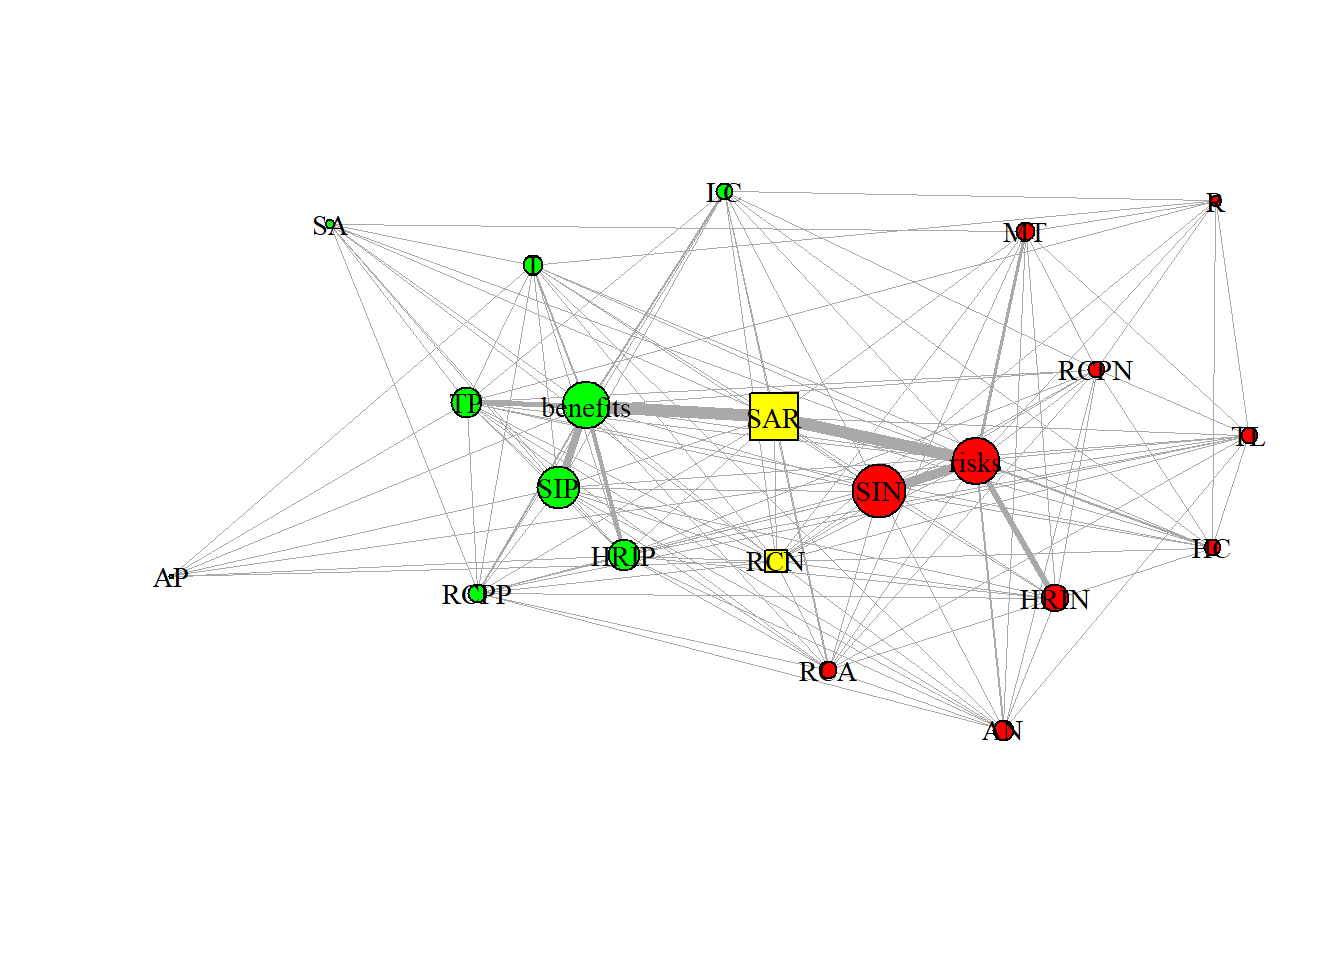 LC
R
SA
MT
I
RCPN
TP
benefits
SAR
TL
risks
SIP
SIN
HC
HRIP
RCN
AP
RCPP
HRIN
RCA
AN